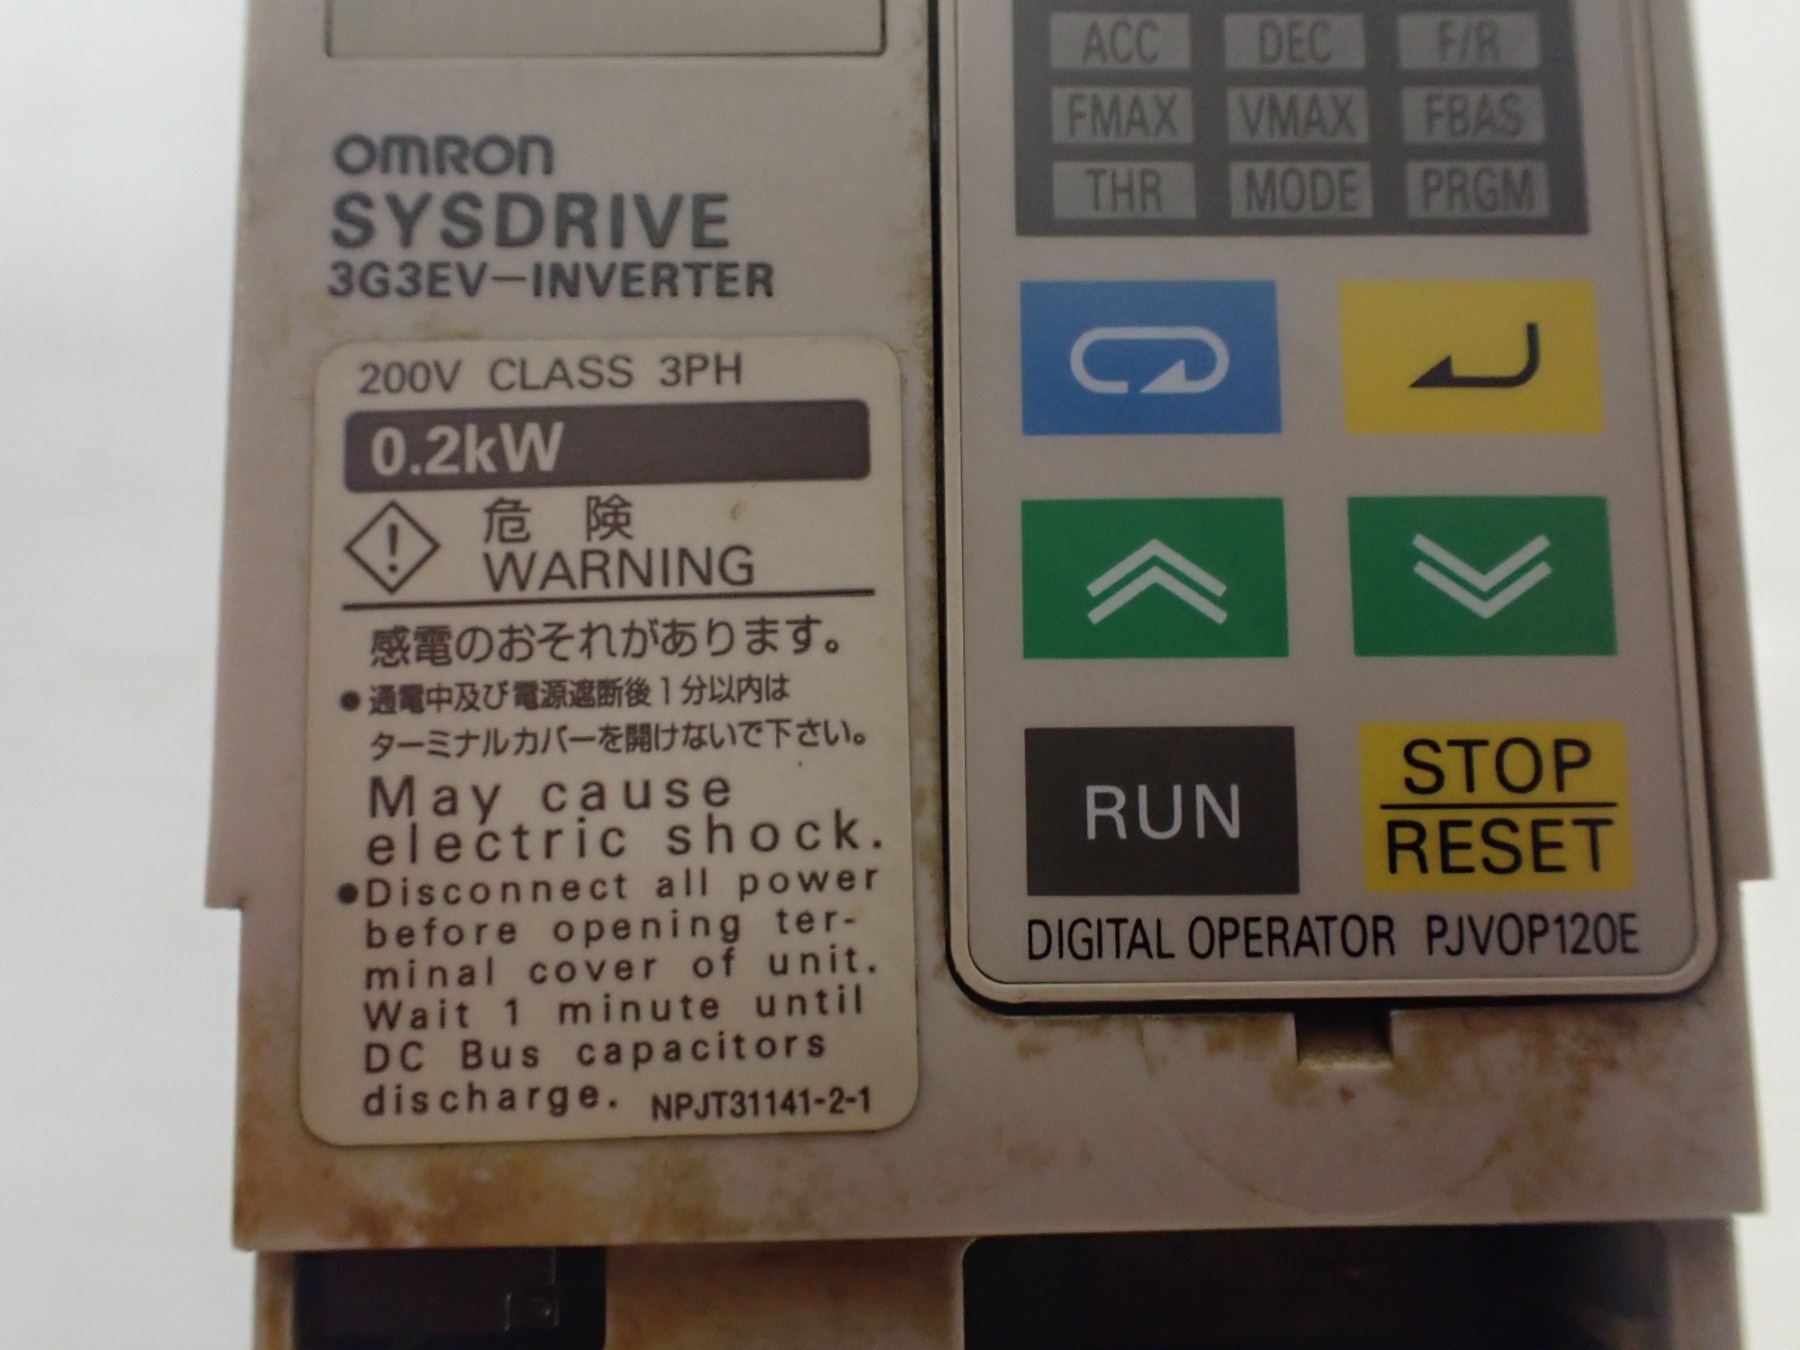 ACC DEC F/R
FMAX VMAX FBAS
THR MODE PRGM
OMRON
SYSDRIVE
3G3EV-INVERTER
200V CLASS 3PH
0.2kW
危 険
WARNING
感電のおそれがあります。
●通電中及び電源遮断後1分以内は
ターミナルカバーを開けないで下さい。
May cause
electric shock.
●Disconnect all power
before opening ter-
minal cover of unit.
Wait 1 minute until
DC Bus capacitors
discharge. NPJT31141-2-1
RUN
STOP
RESET
DIGITAL OPERATOR PJVOP120E